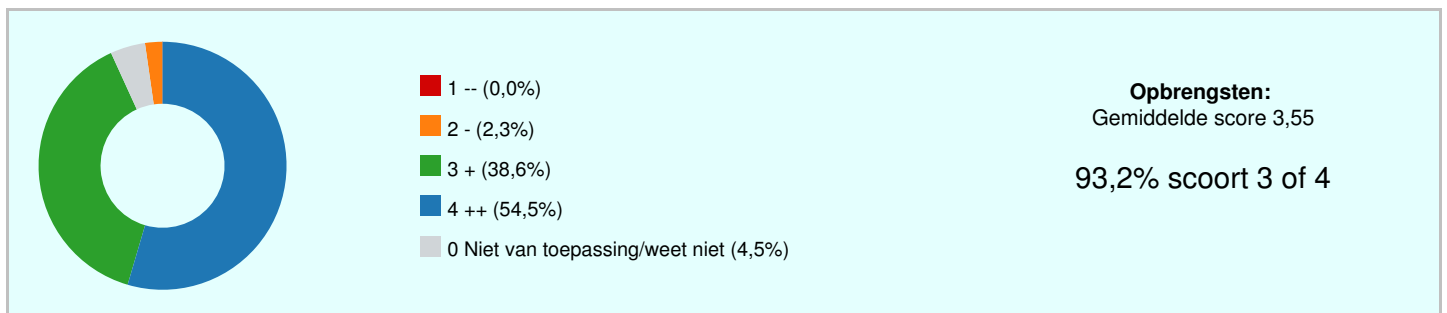 1 -- (0,0%)
2 - (2,3%)
3 + (38,6%)
4 ++ (54,5%)
0 Niet van toepassing/weet niet (4,5%)
Opbrengsten:
Gemiddelde score 3,55
93,2% scoort 3 of 4